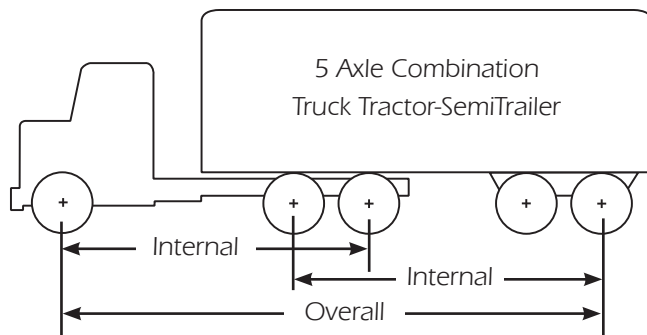 5 Axle Combination
Truck Tractor-SemiTrailer
Internal
Internal
Overall